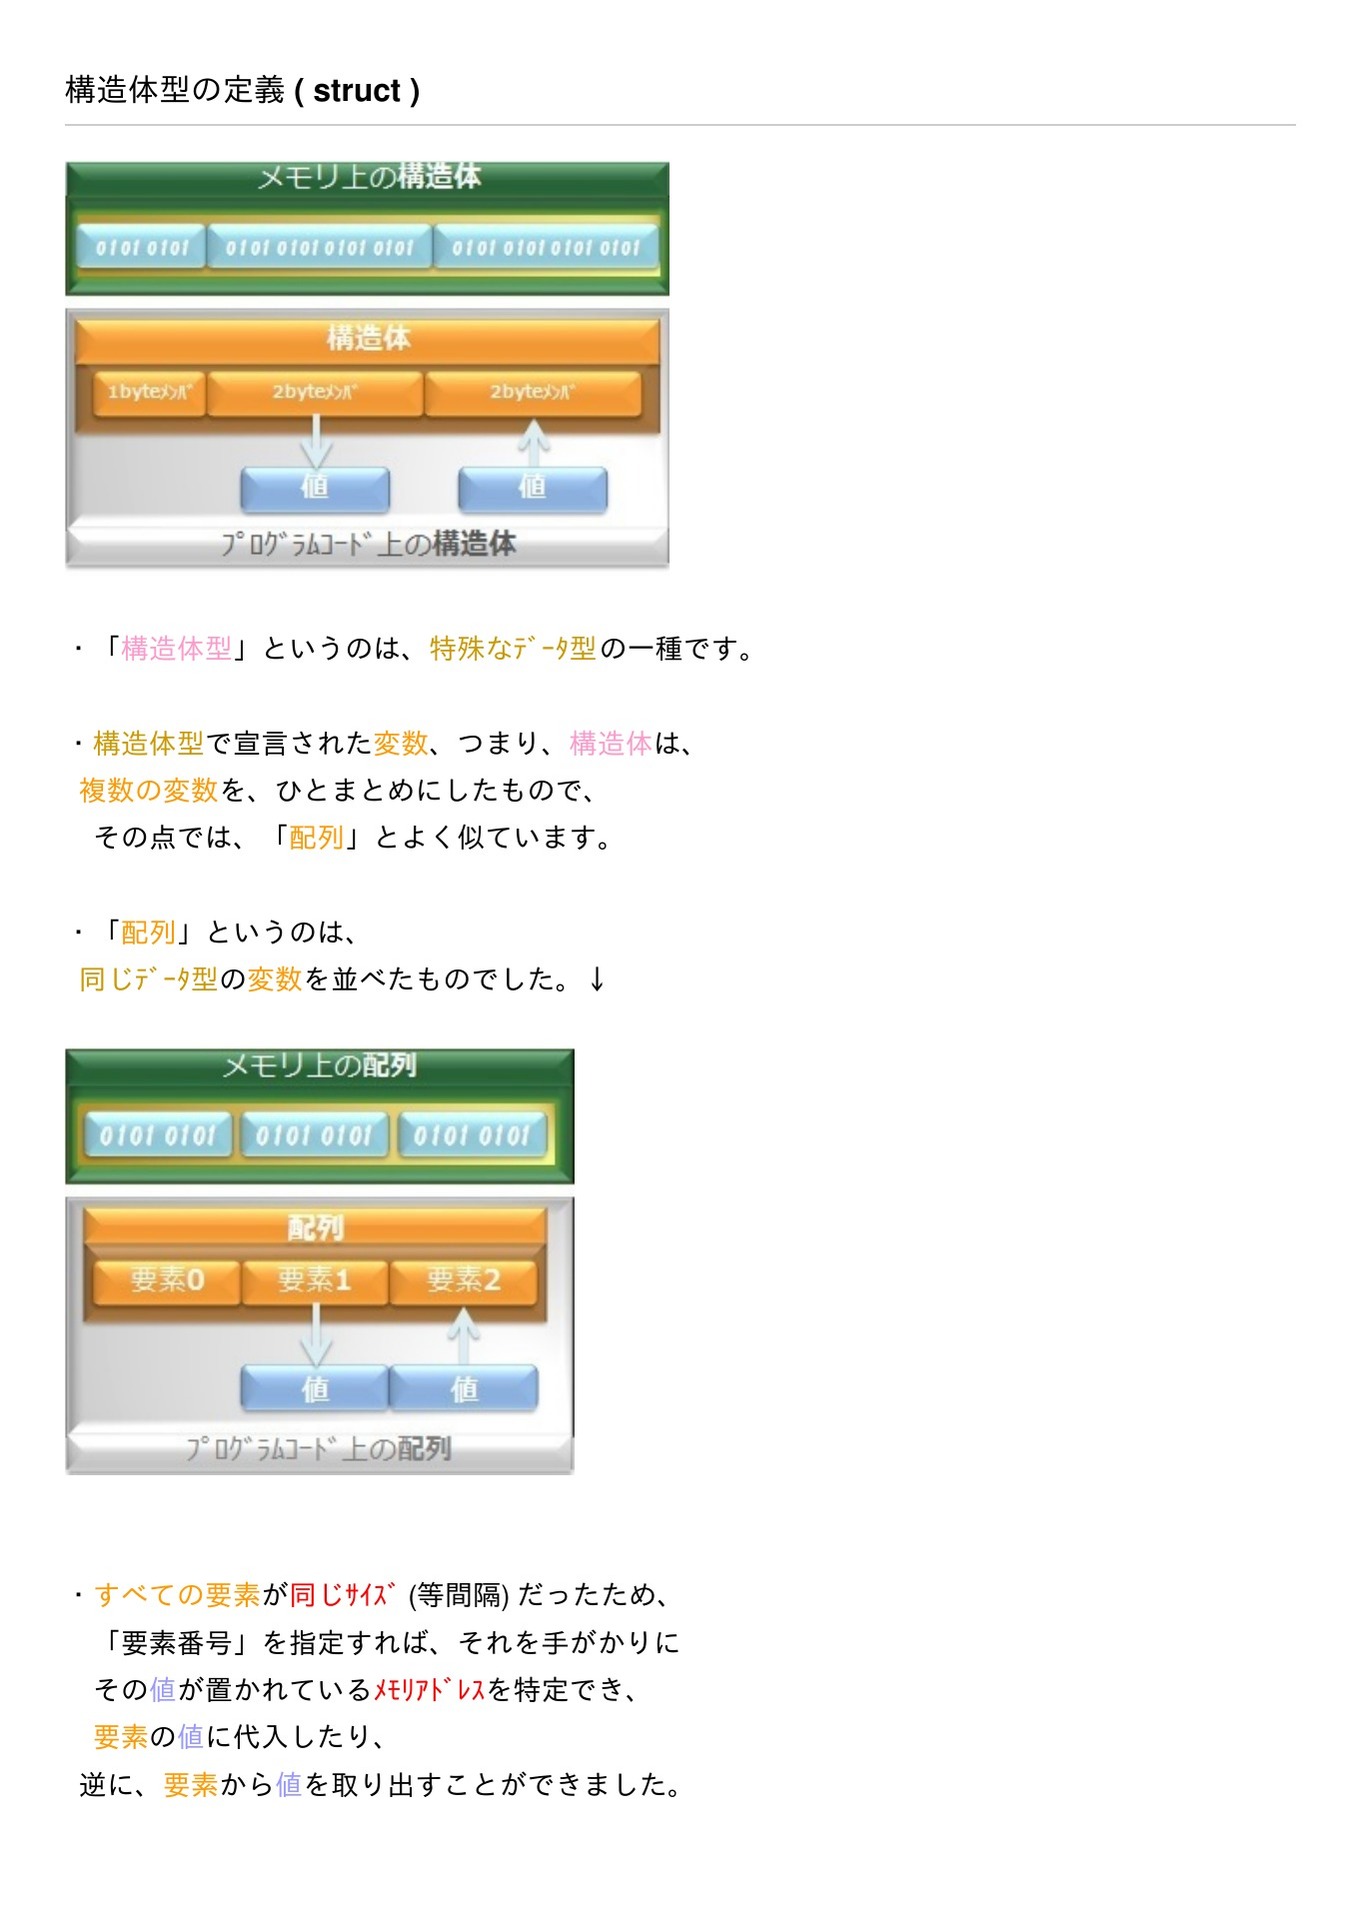 構造体型の定義 ( struct )
メモリ上の構造体
0101 0101 0101 0101 0101 0101 0101 0101 0101 0101
構造体
1byteﾒﾝﾊﾞ 2byteﾒﾝﾊﾞ 2byteﾒﾝﾊﾞ
値 値
ﾌﾟﾛｸﾞﾗﾑｺｰﾄﾞ上の構造体
・「構造体型」というのは、特殊なﾃﾞｰﾀ型の一種です。
・構造体型で宣言された変数、つまり、構造体は、
複数の変数を、ひとまとめにしたもので、
その点では、「配列」とよく似ています。
・「配列」というのは、
同じﾃﾞｰﾀ型の変数を並べたものでした。↓
メモリ上の配列
0101 0101 0101 0101 0101 0101
配列
要素0 要素1 要素2
値 値
ﾌﾟﾛｸﾞﾗﾑｺｰﾄﾞ上の配列
・すべての要素が同じｻｲｽﾞ (等間隔) だったため、
「要素番号」を指定すれば、それを手がかりに
その値が置かれているﾒﾓﾘｱﾄﾞﾚｽを特定でき、
要素の値に代入したり、
逆に、要素から値を取り出すことができました。